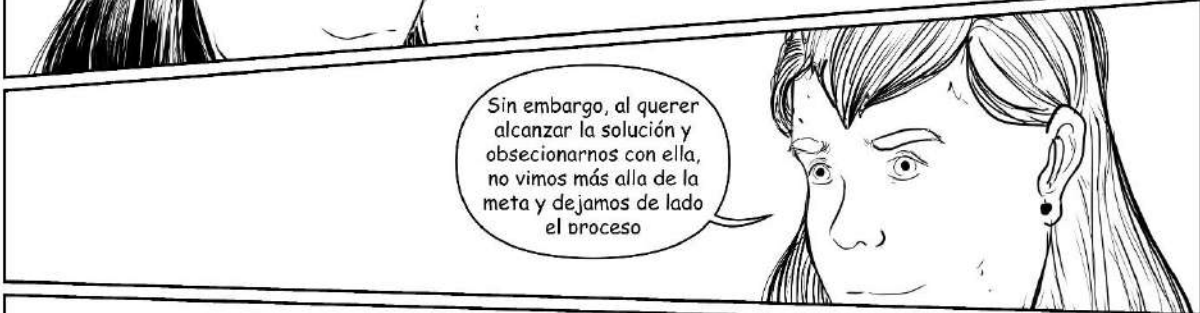 Sin embargo, al querer
alcanzar la solución y
obsecionarnos con ella,
no vimos más alla de la
meta y dejamos de lado
el proceso